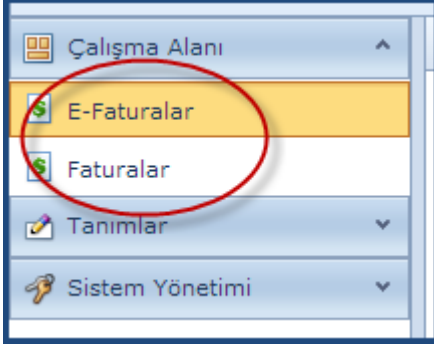 Çalışma Alanı
E-Faturalar
Faturalar
Tanımlar
Sistem Yönetimi